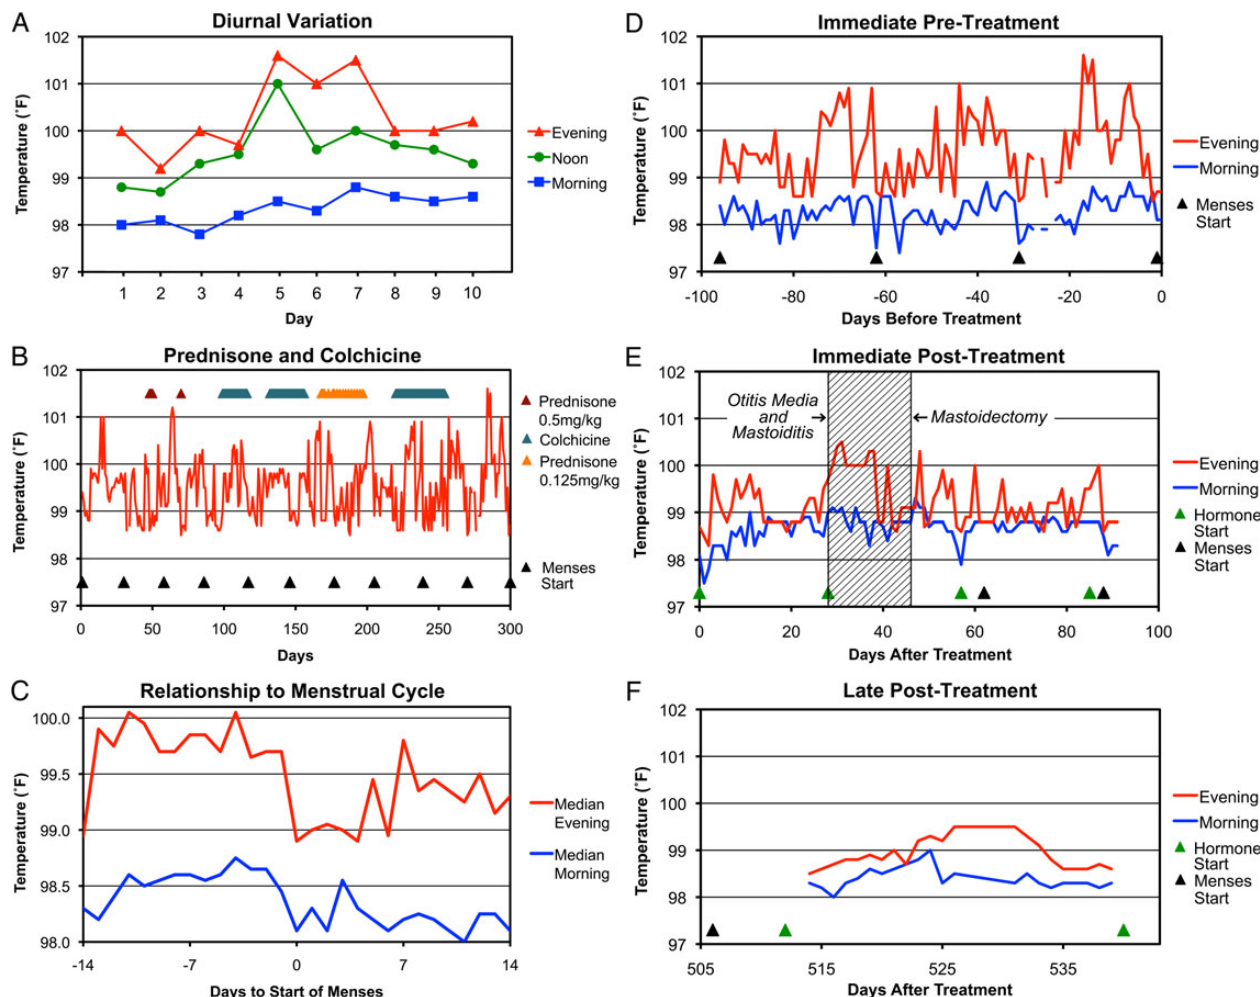 A
Diurnal Variation
Temperature (˚F)
102
101
100
99
98
97
1 2 3 4 5 6 7 8 9 10
Day
Evening
Noon
Morning
B
Prednisone and Colchicine
Temperature (˚F)
102
101
100
99
98
97
0 50 100 150 200 250 300
Days
Prednisone
0.5mg/kg
Colchicine
Prednisone
0.125mg/kg
Menses
Start
C
Relationship to Menstrual Cycle
Temperature (˚F)
100.0
99.5
99.0
98.5
98.0
-14 -7 0 7 14
Days to Start of Menses
Median
Evening
Median
Morning
D
Immediate Pre-Treatment
Temperature (˚F)
102
101
100
99
98
97
-100 -80 -60 -40 -20 0
Days Before Treatment
Evening
Morning
Menses
Start
E
Immediate Post-Treatment
Temperature (˚F)
102
101
100
99
98
97
Otitis Media
and
Mastoiditis
Mastoidectomy
0 20 40 60 80 100
Days After Treatment
Evening
Morning
Hormone
Start
Menses
Start
F
Late Post-Treatment
Temperature (˚F)
102
101
100
99
98
97
505 515 525 535
Days After Treatment
Evening
Morning
Hormone
Start
Menses
Start